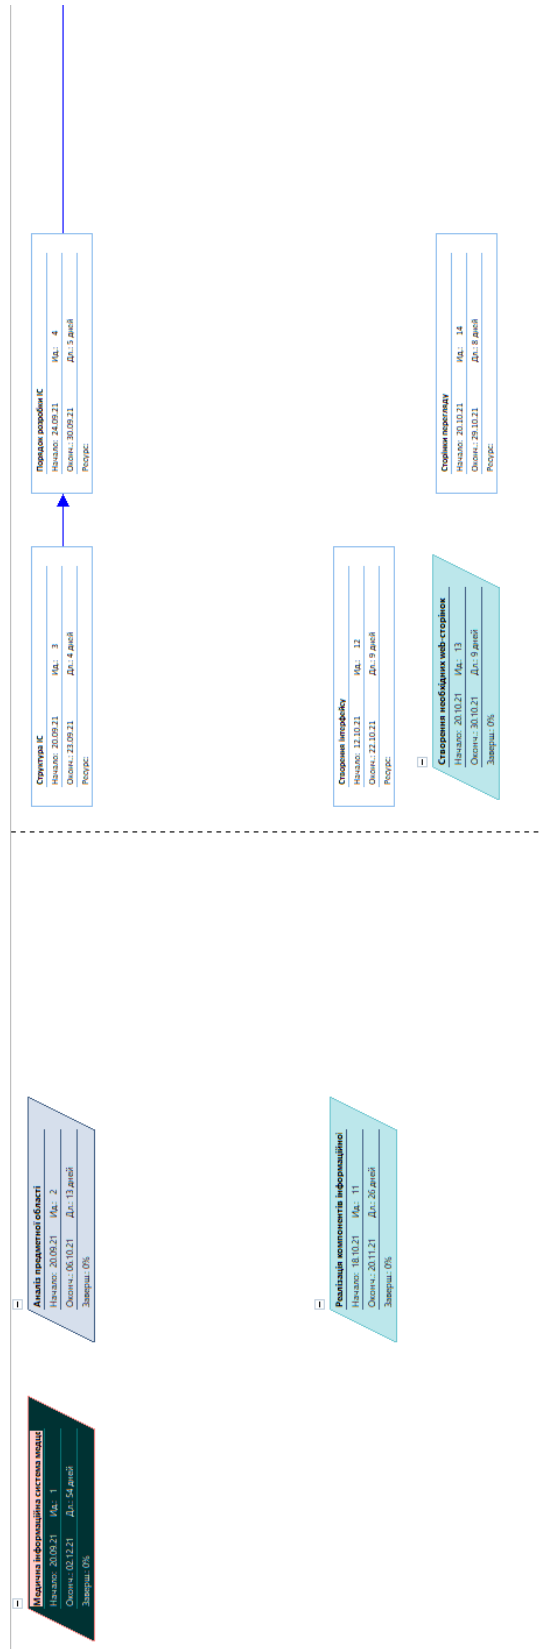 Медична інформаційна система медце
Начало: 20.09.21 Ид.: 1
Оконч.: 02.12.21 Дл.: 54 дней
Заверш.: 0%
Аналіз предметної області
Начало: 20.09.21 Ид.: 2
Оконч.: 06.10.21 Дл.: 13 дней
Заверш.: 0%
Структура ІС
Начало: 20.09.21 Ид.: 3
Оконч.: 23.09.21 Дл.: 4 дней
Ресурс:
Порядок розробки ІС
Начало: 24.09.21 Ид.: 4
Оконч.: 30.09.21 Дл.: 5 дней
Ресурс:
Реалізація компонентів інформаційної
Начало: 18.10.21 Ид.: 11
Оконч.: 20.11.21 Дл.: 26 дней
Заверш.: 0%
Створення інтерфейсу
Начало: 12.10.21 Ид.: 12
Оконч.: 22.10.21 Дл.: 9 дней
Ресурс:
Створення необхідних web-сторінок
Начало: 20.10.21 Ид.: 13
Оконч.: 30.10.21 Дл.: 9 дней
Заверш.: 0%
Сторінки перегляду
Начало: 20.10.21 Ид.: 14
Оконч.: 29.10.21 Дл.: 8 дней
Ресурс: